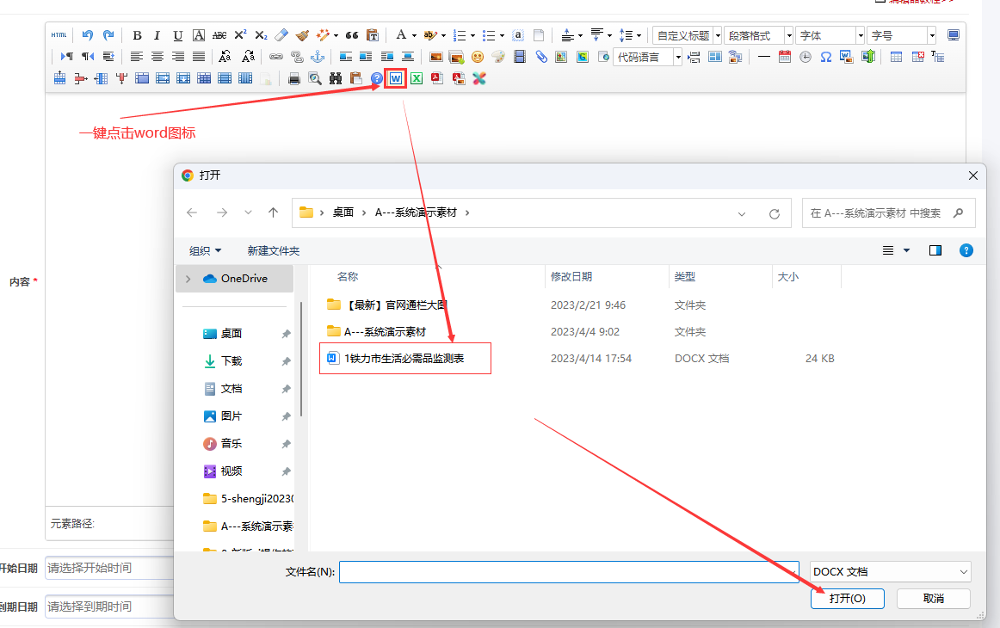 编辑器教程>>
HTML
B I U A ABC X² X₂
A ab a 自定义标题 段落格式 字体 字号
代码语言
W X
一键点击word图标
内容 *
元素路径:
开始日期 请选择开始时间
到期日期 请选择到期时间
打开
桌面 › A---系统演示素材 ›
在 A---系统演示素材 中搜索
组织 新建文件夹
OneDrive
桌面
下载
文档
图片
音乐
视频
5-shengji2023
A---系统演示素
名称 修改日期 类型 大小
【最新】官网通栏大图 2023/2/21 9:46 文件夹
A---系统演示素材 2023/4/4 9:02 文件夹
1铁力市生活必需品监测表 2023/4/14 17:54 DOCX 文档 24 KB
文件名(N): DOCX 文档
打开(O) 取消